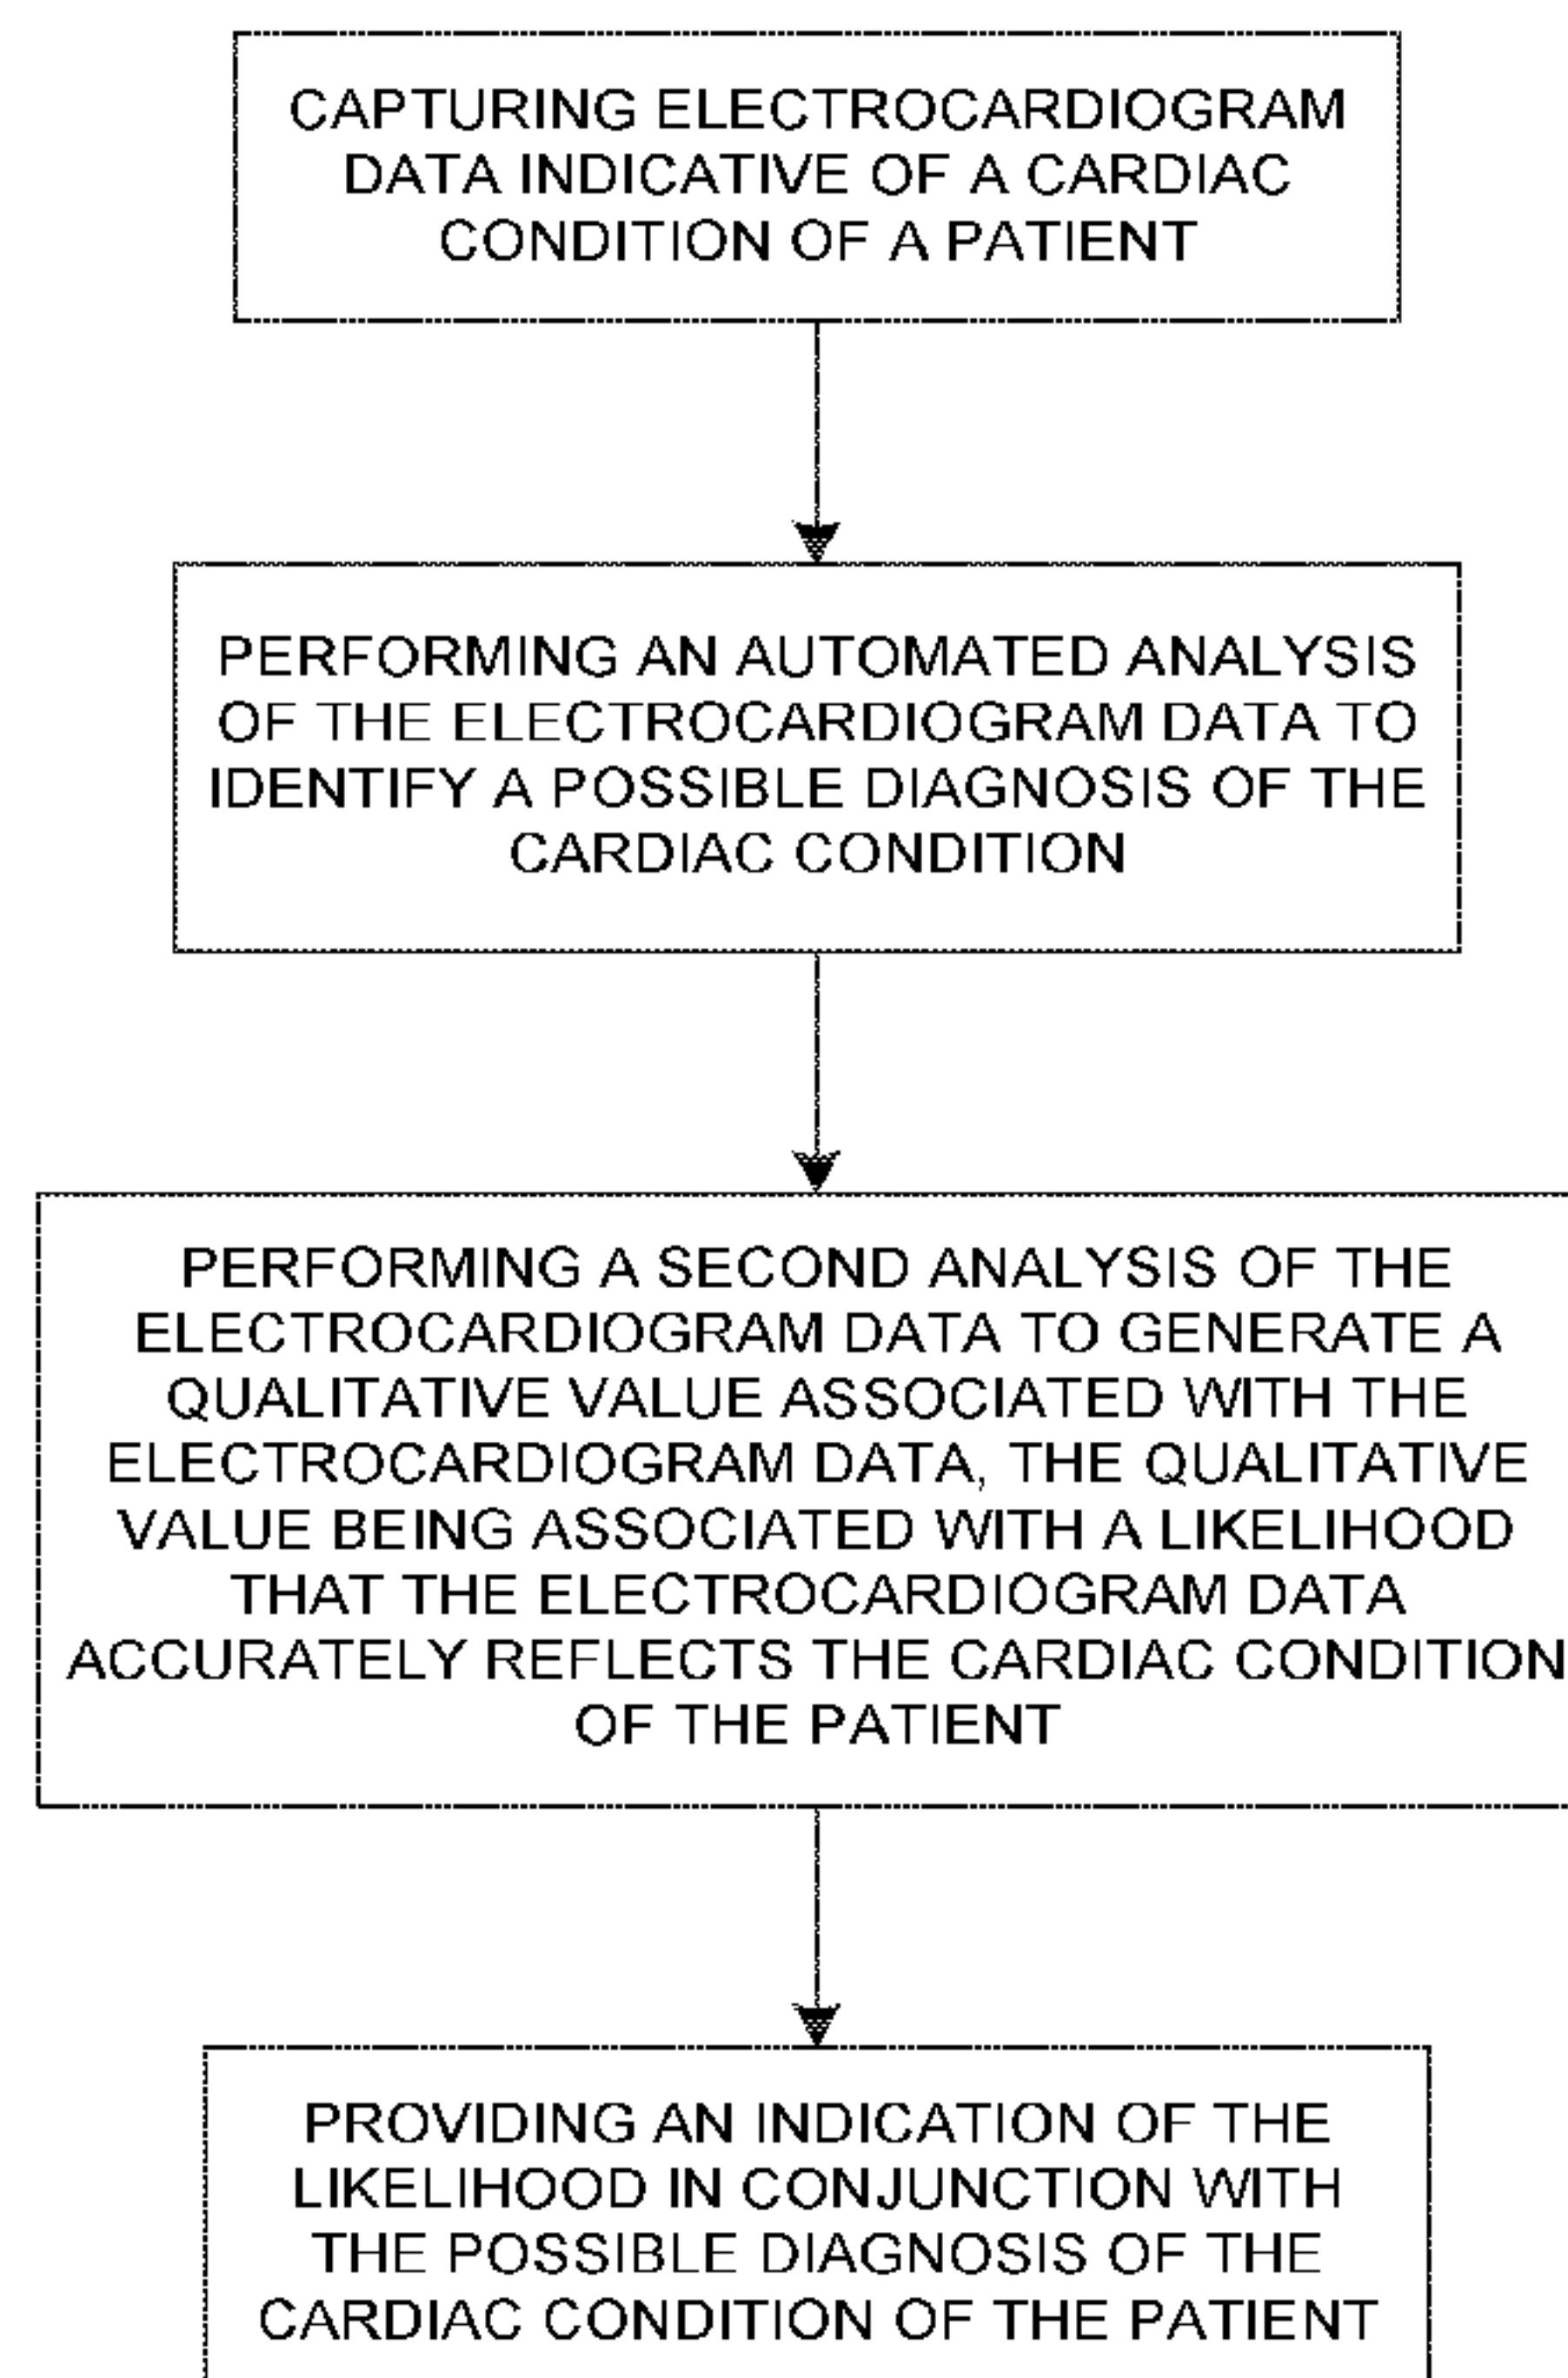 CAPTURING ELECTROCARDIOGRAM
DATA INDICATIVE OF A CARDIAC
CONDITION OF A PATIENT
PERFORMING AN AUTOMATED ANALYSIS
OF THE ELECTROCARDIOGRAM DATA TO
IDENTIFY A POSSIBLE DIAGNOSIS OF THE
CARDIAC CONDITION
PERFORMING A SECOND ANALYSIS OF THE
ELECTROCARDIOGRAM DATA TO GENERATE A
QUALITATIVE VALUE ASSOCIATED WITH THE
ELECTROCARDIOGRAM DATA, THE QUALITATIVE
VALUE BEING ASSOCIATED WITH A LIKELIHOOD
THAT THE ELECTROCARDIOGRAM DATA
ACCURATELY REFLECTS THE CARDIAC CONDITION
OF THE PATIENT
PROVIDING AN INDICATION OF THE
LIKELIHOOD IN CONJUNCTION WITH
THE POSSIBLE DIAGNOSIS OF THE
CARDIAC CONDITION OF THE PATIENT